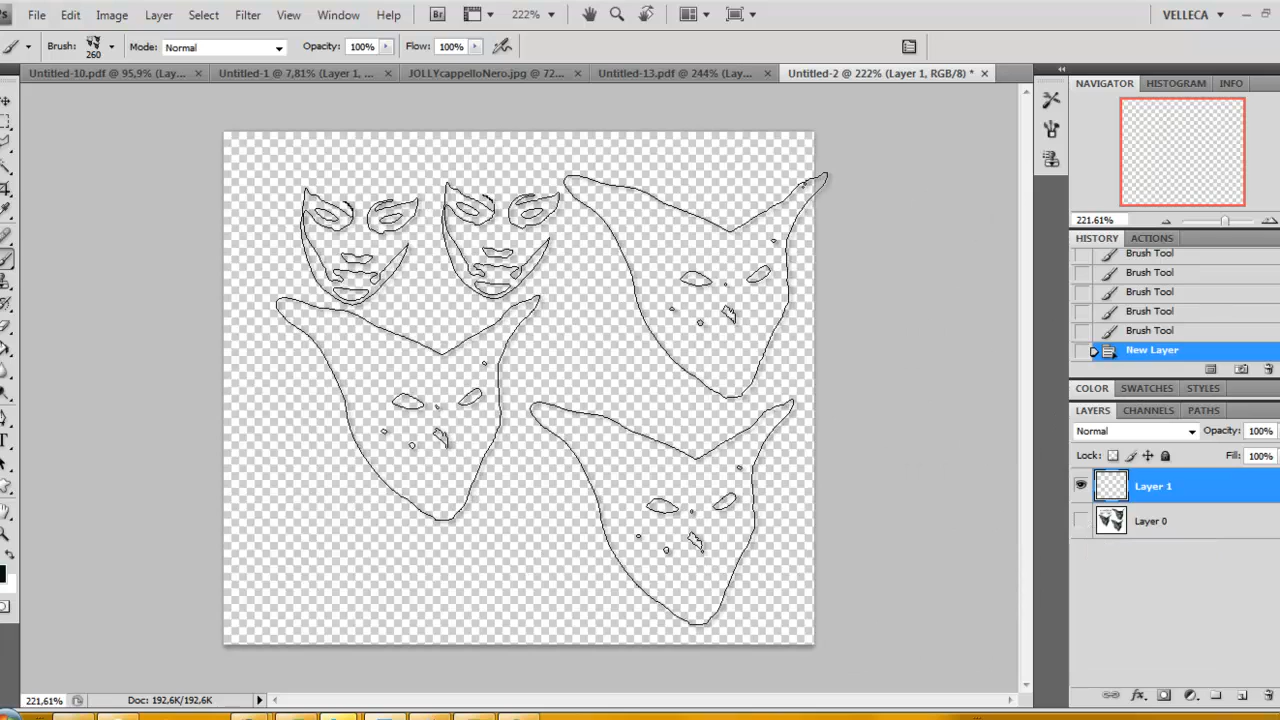 Ps File Edit Image Layer Select Filter View Window Help Br 222% VELLECA
Brush: 260 Mode: Normal Opacity: 100% Flow: 100%
Untitled-10.pdf @ 95,9% (Lay... Untitled-1 @ 7,81% (Layer 1, ... JOLLYcappelloNero.jpg @ 72... Untitled-13.pdf @ 244% (Lay... Untitled-2 @ 222% (Layer 1, RGB/8) *
NAVIGATOR HISTOGRAM INFO
221.61%
HISTORY ACTIONS
Brush Tool
Brush Tool
Brush Tool
Brush Tool
Brush Tool
New Layer
COLOR SWATCHES STYLES
LAYERS CHANNELS PATHS
Normal Opacity: 100%
Lock: Fill: 100%
Layer 1
Layer 0
221,61% Doc: 192,6K/192,6K
fx